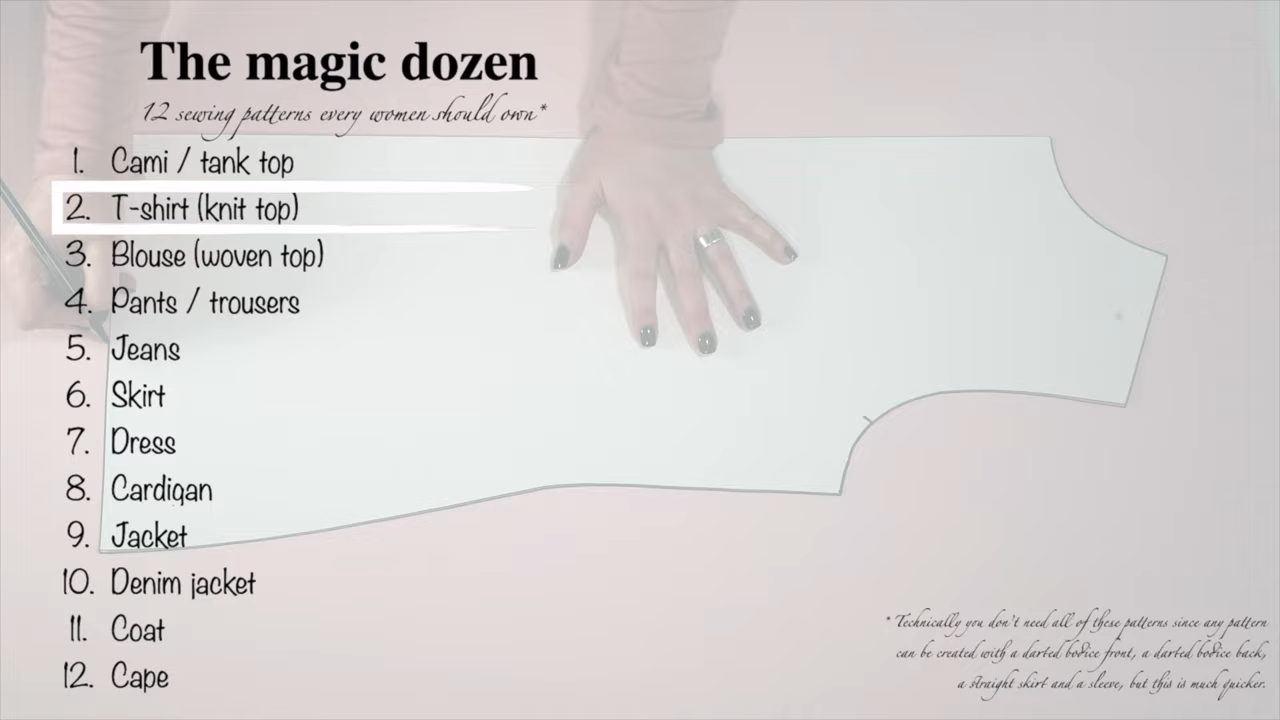 The magic dozen
12 sewing patterns every women should own*
1. Cami / tank top
2. T-shirt (knit top)
3. Blouse (woven top)
4. Pants / trousers
5. Jeans
6. Skirt
7. Dress
8. Cardigan
9. Jacket
10. Denim jacket
11. Coat
12. Cape
* Technically you don't need all of these patterns since any pattern
can be created with a darted bodice front, a darted bodice back,
a straight skirt and a sleeve, but this is much quicker.